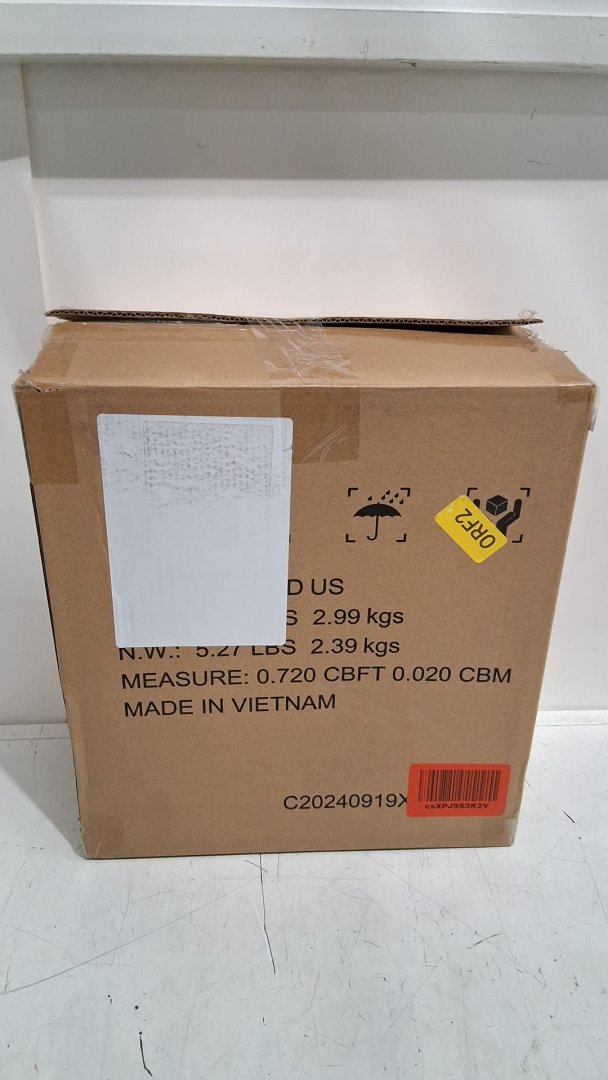 ORF2
D US
S 2.99 kgs
N.W.: 5.27 LBS 2.39 kgs
MEASURE: 0.720 CBFT 0.020 CBM
MADE IN VIETNAM
C20240919X
csXPJ9S3K2V